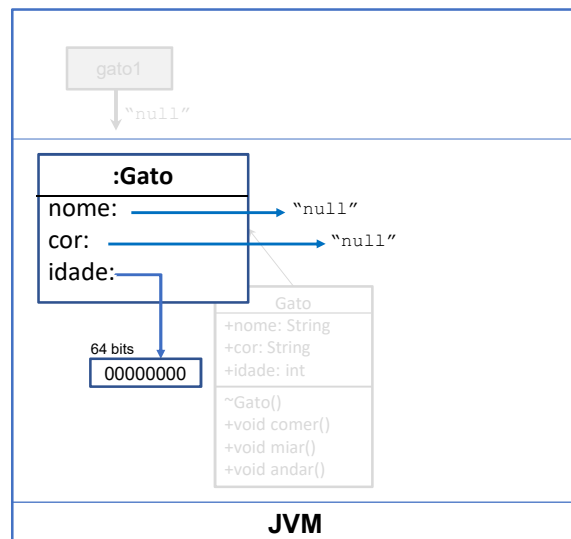 gato1
"null"
:Gato
nome:
"null"
cor:
"null"
idade:
64 bits
00000000
Gato
+nome: String
+cor: String
+idade: int
~Gato()
+void comer()
+void miar()
+void andar()
JVM